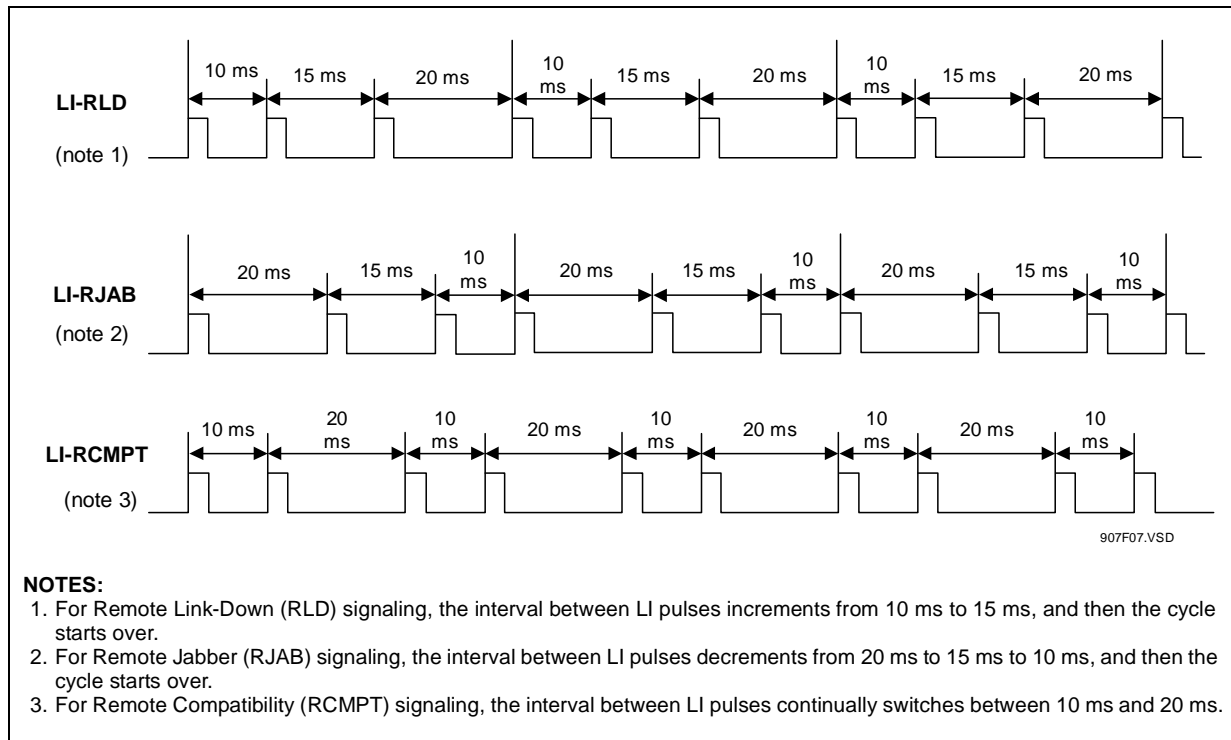 10 ms
15 ms
20 ms
10
ms
15 ms
20 ms
10
ms
15 ms
20 ms
LI-RLD
(note 1)
20 ms
15 ms
10
ms
20 ms
15 ms
10
ms
20 ms
15 ms
10
ms
LI-RJAB
(note 2)
10 ms
20
ms
10
ms
20 ms
10
ms
20 ms
10
ms
20 ms
10
ms
LI-RCMPT
(note 3)
907F07.VSD
NOTES:
1. For Remote Link-Down (RLD) signaling, the interval between LI pulses increments from 10 ms to 15 ms, and then the cycle
starts over.
2. For Remote Jabber (RJAB) signaling, the interval between LI pulses decrements from 20 ms to 15 ms to 10 ms, and then the
cycle starts over.
3. For Remote Compatibility (RCMPT) signaling, the interval between LI pulses continually switches between 10 ms and 20 ms.